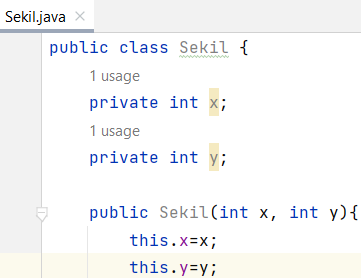 Sekil.java
public class Sekil {
1 usage
private int x;
1 usage
private int y;
public Sekil(int x, int y){
this.x=x;
this.y=y;